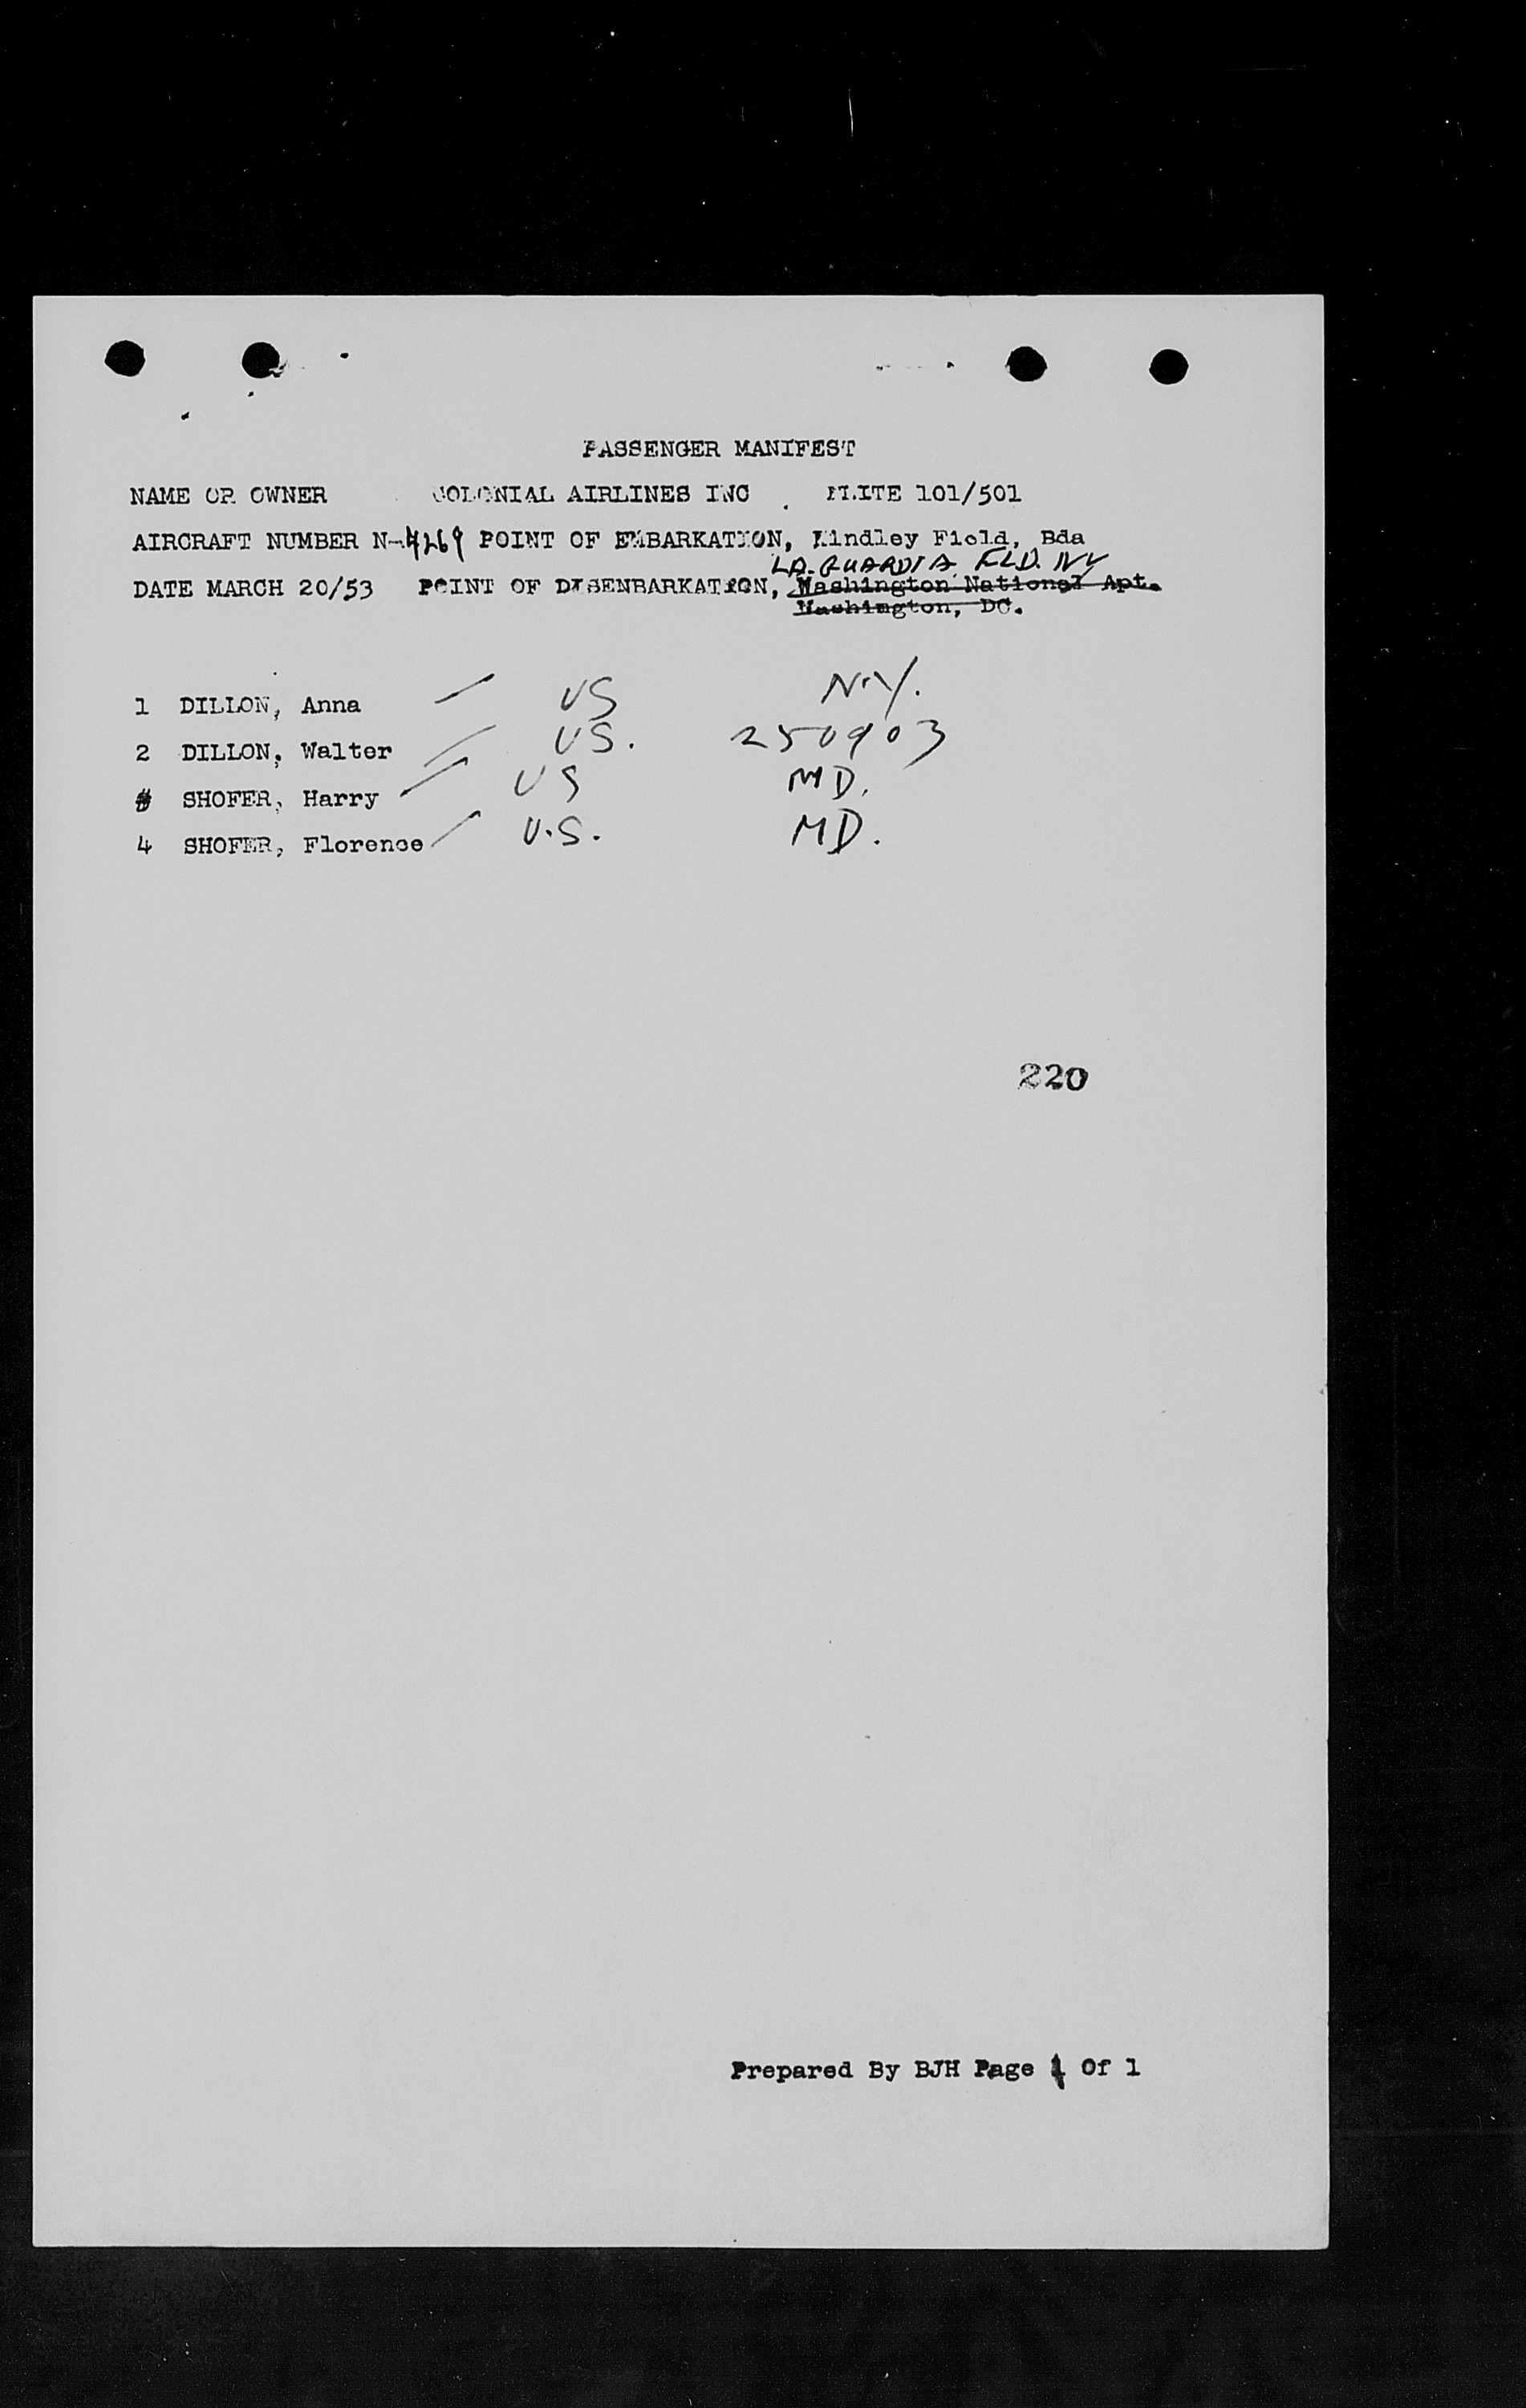 PASSENGER MANIFEST
NAME OR OWNER COLONIAL AIRLINES INC FLITE 101/501
AIRCRAFT NUMBER N-4269 POINT OF EMBARKATION, Kindley Field, Bda
LA. GUARDIA FLD. NY
DATE MARCH 20/53 POINT OF DISENBARKATION, Washington National Apt.
Washington, DC.
1 DILLON, Anna US N.Y.
2 DILLON, Walter US. 250903
SHOFER, Harry US MD.
4 SHOFER, Florence U.S. MD.
220
Prepared By BJH Page 1 Of 1